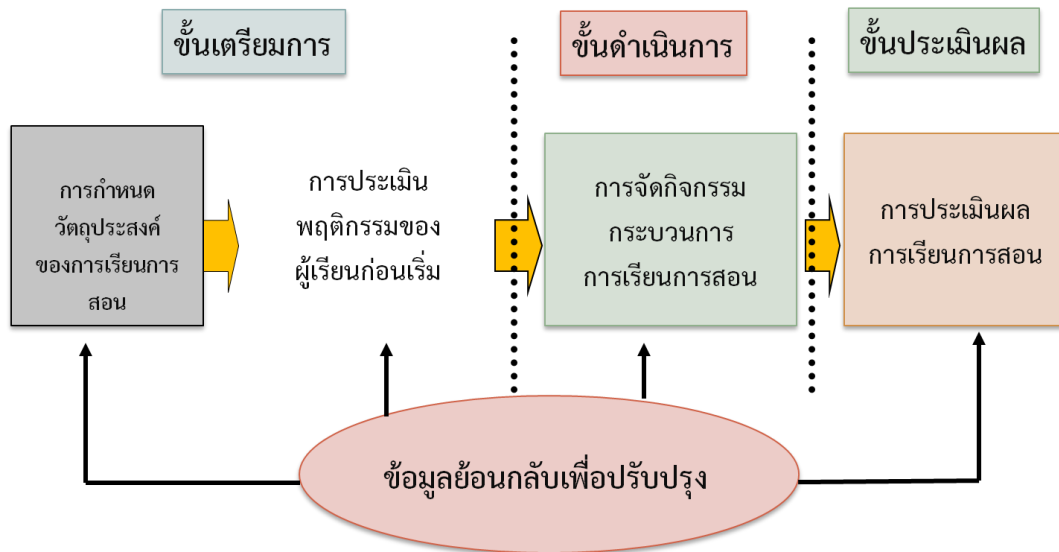 ขั้นเตรียมการ
ขั้นดำเนินการ
ขั้นประเมินผล
การกำหนด
วัตถุประสงค์
ของการเรียนการ
สอน
การประเมิน
พฤติกรรมของ
ผู้เรียนก่อนเริ่ม
การจัดกิจกรรม
กระบวนการ
การเรียนการสอน
การประเมินผล
การเรียนการสอน
ข้อมูลย้อนกลับเพื่อปรับปรุง